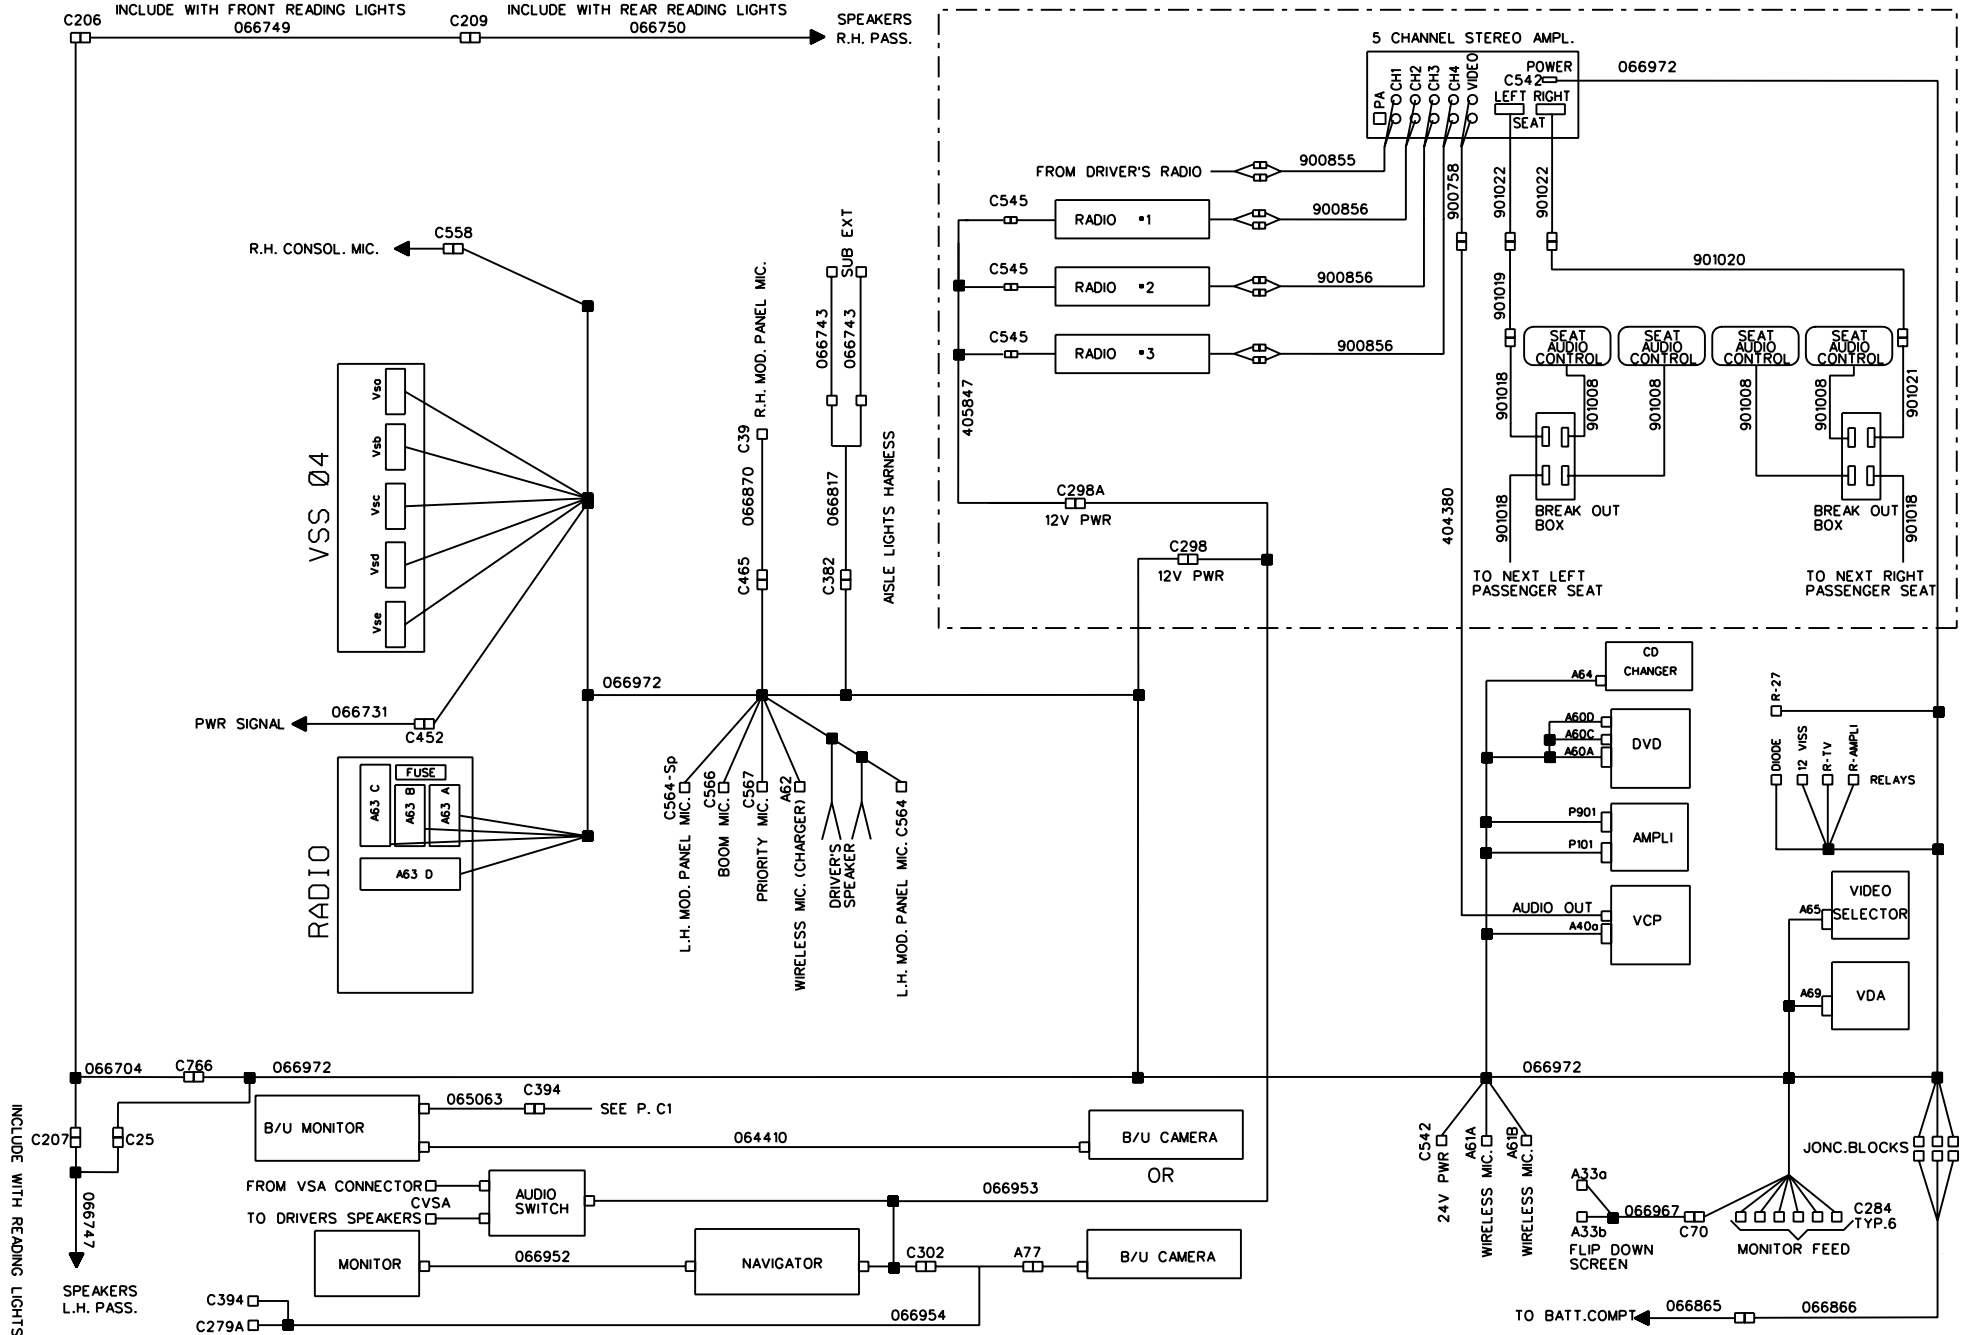 INCLUDE WITH FRONT READING LIGHTS
INCLUDE WITH REAR READING LIGHTS
C206
066749
C209
066750
SPEAKERS
R.H. PASS.
5 CHANNEL STEREO AMPL.
PA
CH1
CH2
CH3
CH4
VIDEO
POWER
C542
LEFT RIGHT
SEAT
066972
FROM DRIVER'S RADIO
900855
C545
RADIO #1
900856
C545
RADIO #2
900856
C545
RADIO #3
900856
900758
901022
901022
901020
901019
SEAT
AUDIO
CONTROL
SEAT
AUDIO
CONTROL
SEAT
AUDIO
CONTROL
SEAT
AUDIO
CONTROL
901018
901008
901008
901008
901008
901021
BREAK OUT
BOX
BREAK OUT
BOX
901018
901018
TO NEXT LEFT
PASSENGER SEAT
TO NEXT RIGHT
PASSENGER SEAT
404380
405847
C298A
12V PWR
C298
12V PWR
R.H. CONSOL. MIC.
C558
VSS Ø4
Vsa
Vsb
Vsc
Vsd
Vse
R.H. MOD. PANEL MIC.
C39
066870
C465
SUB EXT
066743
066743
066817
C382
AISLE LIGHTS HARNESS
066972
PWR SIGNAL
066731
C452
RADIO
A63 C
FUSE
A63 B
A63 A
A63 D
C564-Sp
L.H. MOD. PANEL MIC.
C566
BOOM MIC.
C567
PRIORITY MIC.
A62
WIRELESS MIC. (CHARGER)
DRIVER'S
SPEAKER
L.H. MOD. PANEL MIC. C564
A64
CD
CHANGER
A60D
A60C
A60A
DVD
P901
P101
AMPLI
AUDIO OUT
A40a
VCP
R-27
DIODE
12 VISS
R-TV
R-AMPLI
RELAYS
A65
VIDEO
SELECTOR
A69
VDA
066704
C766
066972
066972
C207
C25
066747
INCLUDE WITH READING LIGHTS
SPEAKERS
L.H. PASS.
B/U MONITOR
065063
C394
SEE P. C1
064410
B/U CAMERA
OR
FROM VSA CONNECTOR
CVSA
TO DRIVERS SPEAKERS
AUDIO
SWITCH
066953
MONITOR
066952
NAVIGATOR
C302
A77
B/U CAMERA
C394
C279A
066954
C542
24V PWR
A61A
WIRELESS MIC.
A61B
WIRELESS MIC.
A33a
A33b
066967
C70
FLIP DOWN
SCREEN
C284
TYP.6
MONITOR FEED
JONC.BLOCKS
TO BATT.COMPT
066865
066866